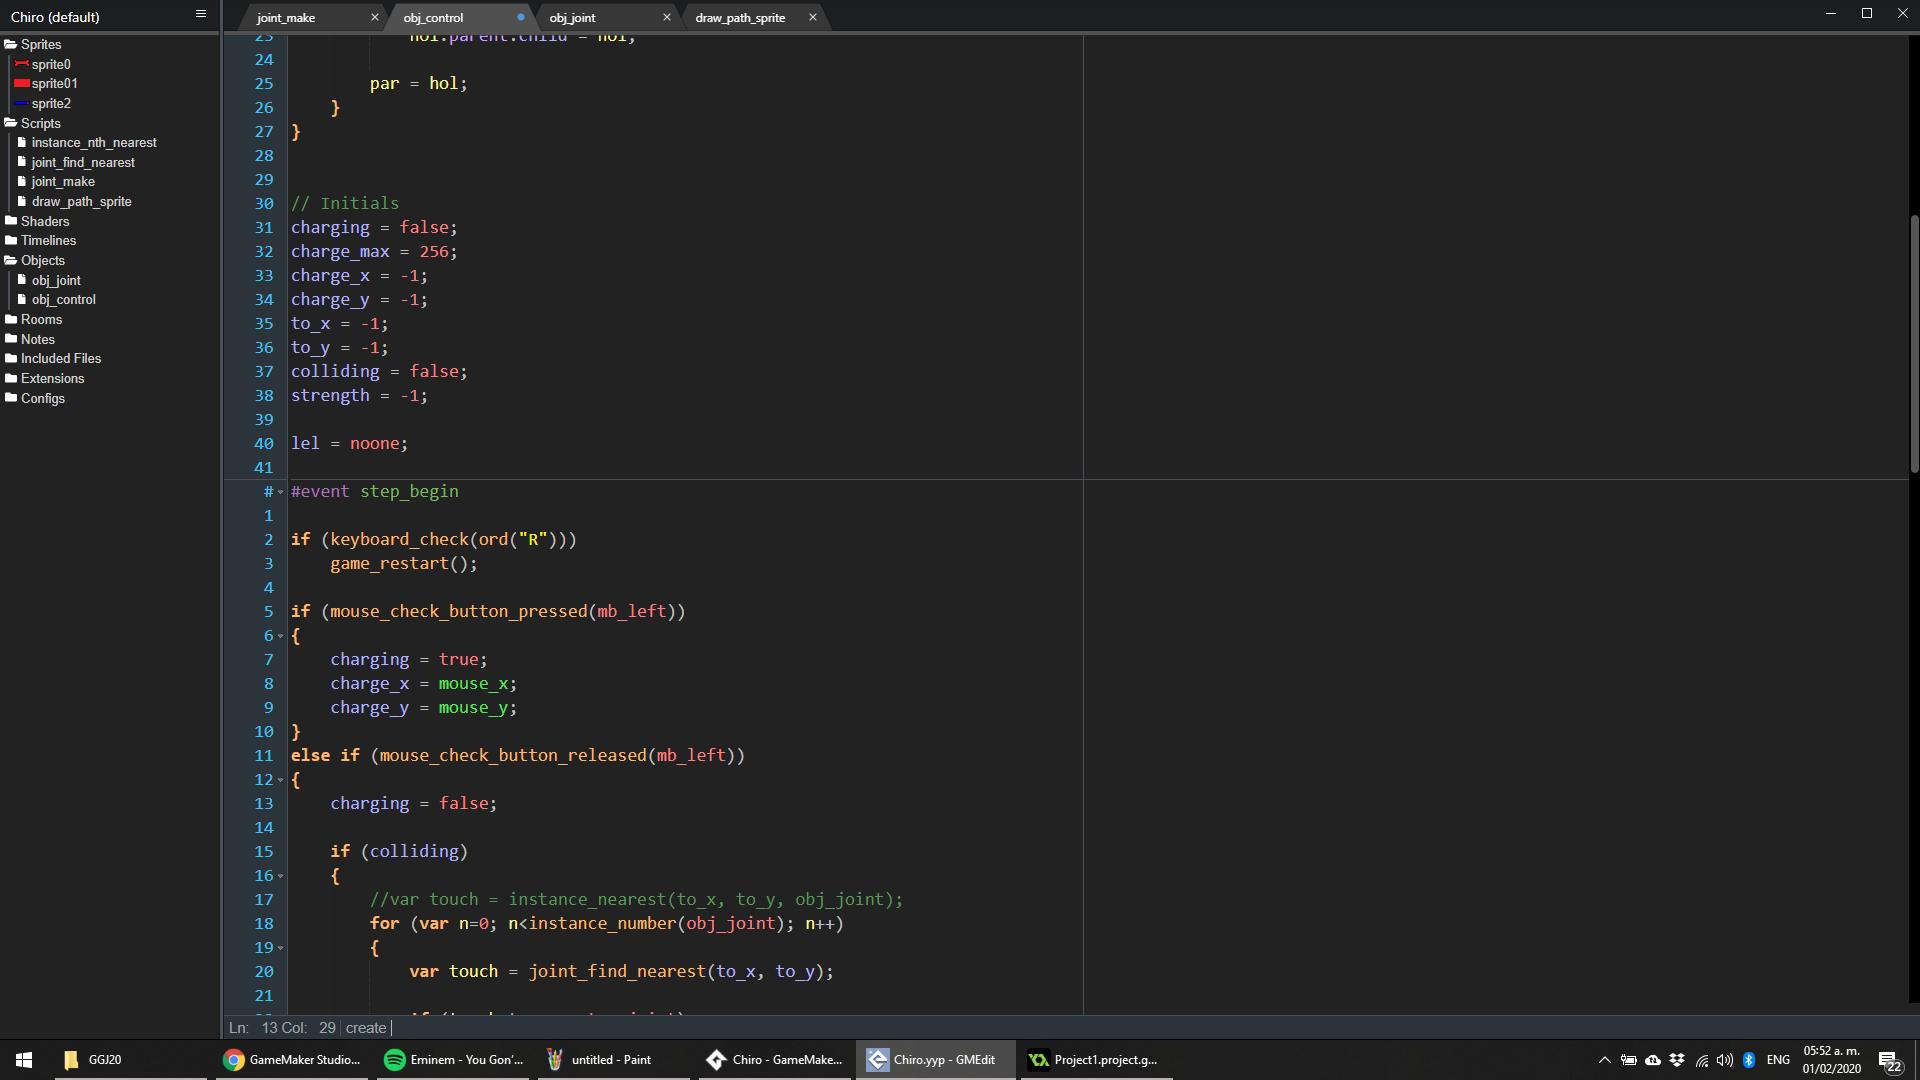 Chiro (default)
joint_make
obj_control
obj_joint
draw_path_sprite
Sprites
sprite0
sprite01
sprite2
Scripts
instance_nth_nearest
joint_find_nearest
joint_make
draw_path_sprite
Shaders
Timelines
Objects
obj_joint
obj_control
Rooms
Notes
Included Files
Extensions
Configs
23 hol.parent.child = hol;
24
25 par = hol;
26 }
27 }
28
29
30 // Initials
31 charging = false;
32 charge_max = 256;
33 charge_x = -1;
34 charge_y = -1;
35 to_x = -1;
36 to_y = -1;
37 colliding = false;
38 strength = -1;
39
40 lel = noone;
41
# #event step_begin
1
2 if (keyboard_check(ord("R")))
3 game_restart();
4
5 if (mouse_check_button_pressed(mb_left))
6 {
7 charging = true;
8 charge_x = mouse_x;
9 charge_y = mouse_y;
10 }
11 else if (mouse_check_button_released(mb_left))
12 {
13 charging = false;
14
15 if (colliding)
16 {
17 //var touch = instance_nearest(to_x, to_y, obj_joint);
18 for (var n=0; n<instance_number(obj_joint); n++)
19 {
20 var touch = joint_find_nearest(to_x, to_y);
21
Ln: 13 Col: 29 create
GGJ20
GameMaker Studio...
Eminem - You Gon'...
untitled - Paint
Chiro - GameMake...
Chiro.yyp - GMEdit
Project1.project.g...
ENG
05:52 a. m.
01/02/2020
22